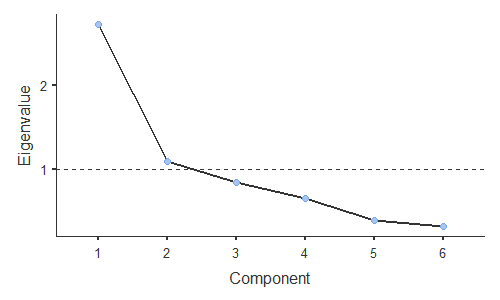 Eigenvalue
2
1
1 2 3 4 5 6
Component